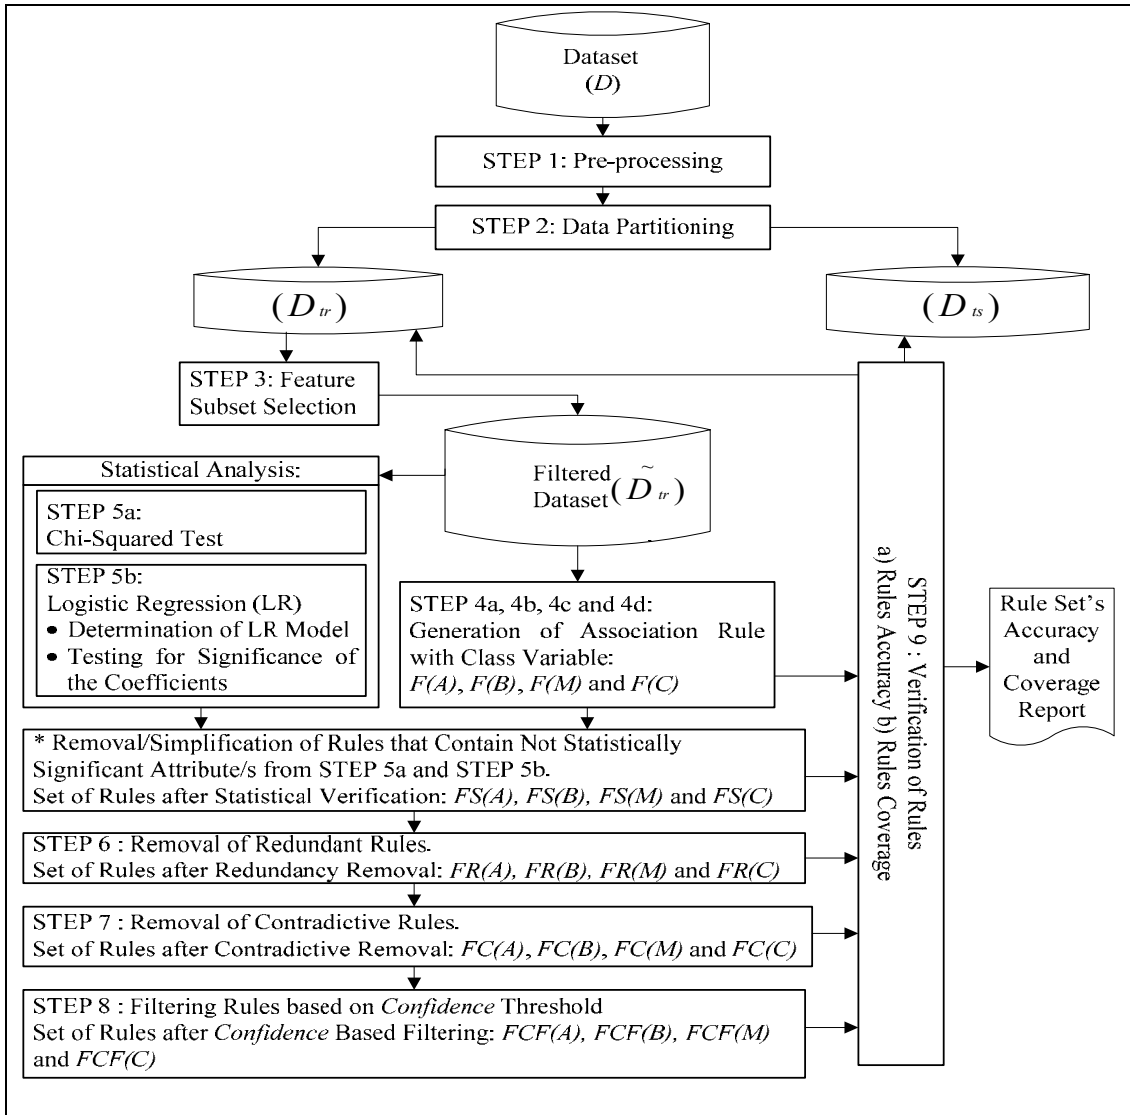 Dataset
(D)
STEP 1: Pre-processing
STEP 2: Data Partitioning
(D tr)
(D ts)
STEP 3: Feature
Subset Selection
Filtered
Dataset (D̃ tr)
Statistical Analysis:
STEP 5a:
Chi-Squared Test
STEP 5b:
Logistic Regression (LR)
• Determination of LR Model
• Testing for Significance of
the Coefficients
STEP 4a, 4b, 4c and 4d:
Generation of Association Rule
with Class Variable:
F(A), F(B), F(M) and F(C)
* Removal/Simplification of Rules that Contain Not Statistically
Significant Attribute/s from STEP 5a and STEP 5b.
Set of Rules after Statistical Verification: FS(A), FS(B), FS(M) and FS(C)
STEP 6 : Removal of Redundant Rules.
Set of Rules after Redundancy Removal: FR(A), FR(B), FR(M) and FR(C)
STEP 7 : Removal of Contradictive Rules.
Set of Rules after Contradictive Removal: FC(A), FC(B), FC(M) and FC(C)
STEP 8 : Filtering Rules based on Confidence Threshold
Set of Rules after Confidence Based Filtering: FCF(A), FCF(B), FCF(M)
and FCF(C)
STEP 9 : Verification of Rules
a) Rules Accuracy b) Rules Coverage
Rule Set's
Accuracy
and
Coverage
Report